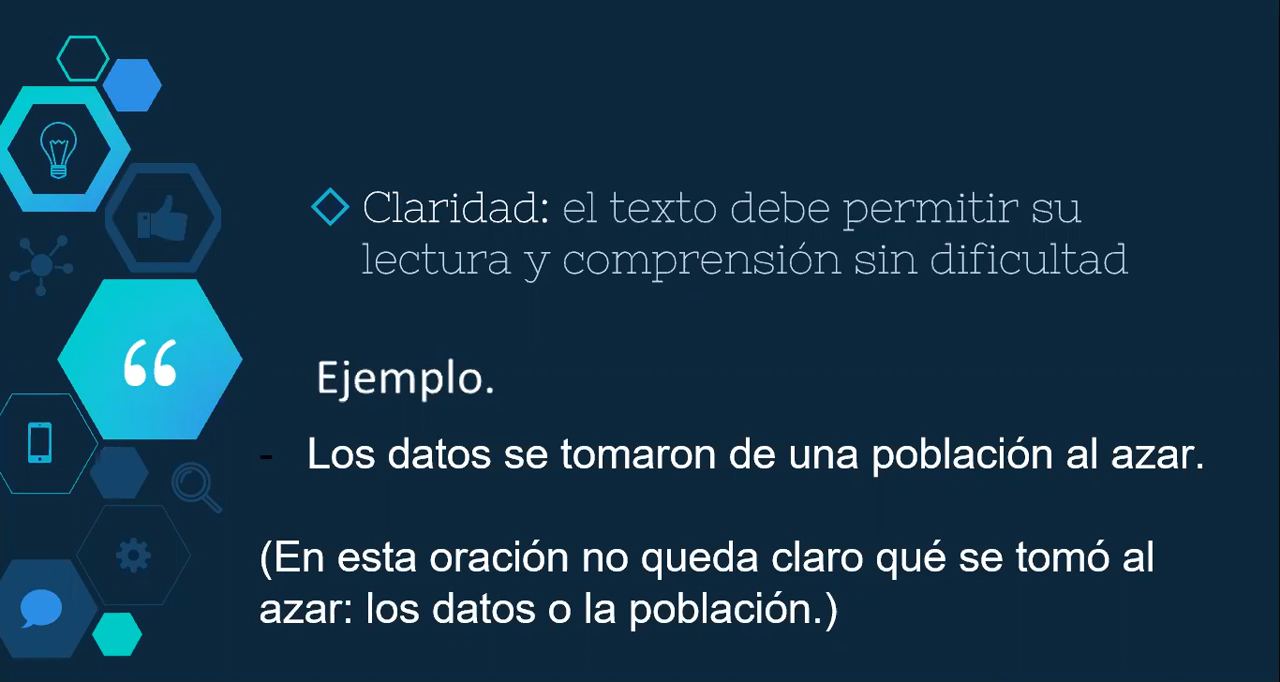 Claridad: el texto debe permitir su
lectura y comprensión sin dificultad
“
Ejemplo.
- Los datos se tomaron de una población al azar.
(En esta oración no queda claro qué se tomó al
azar: los datos o la población.)